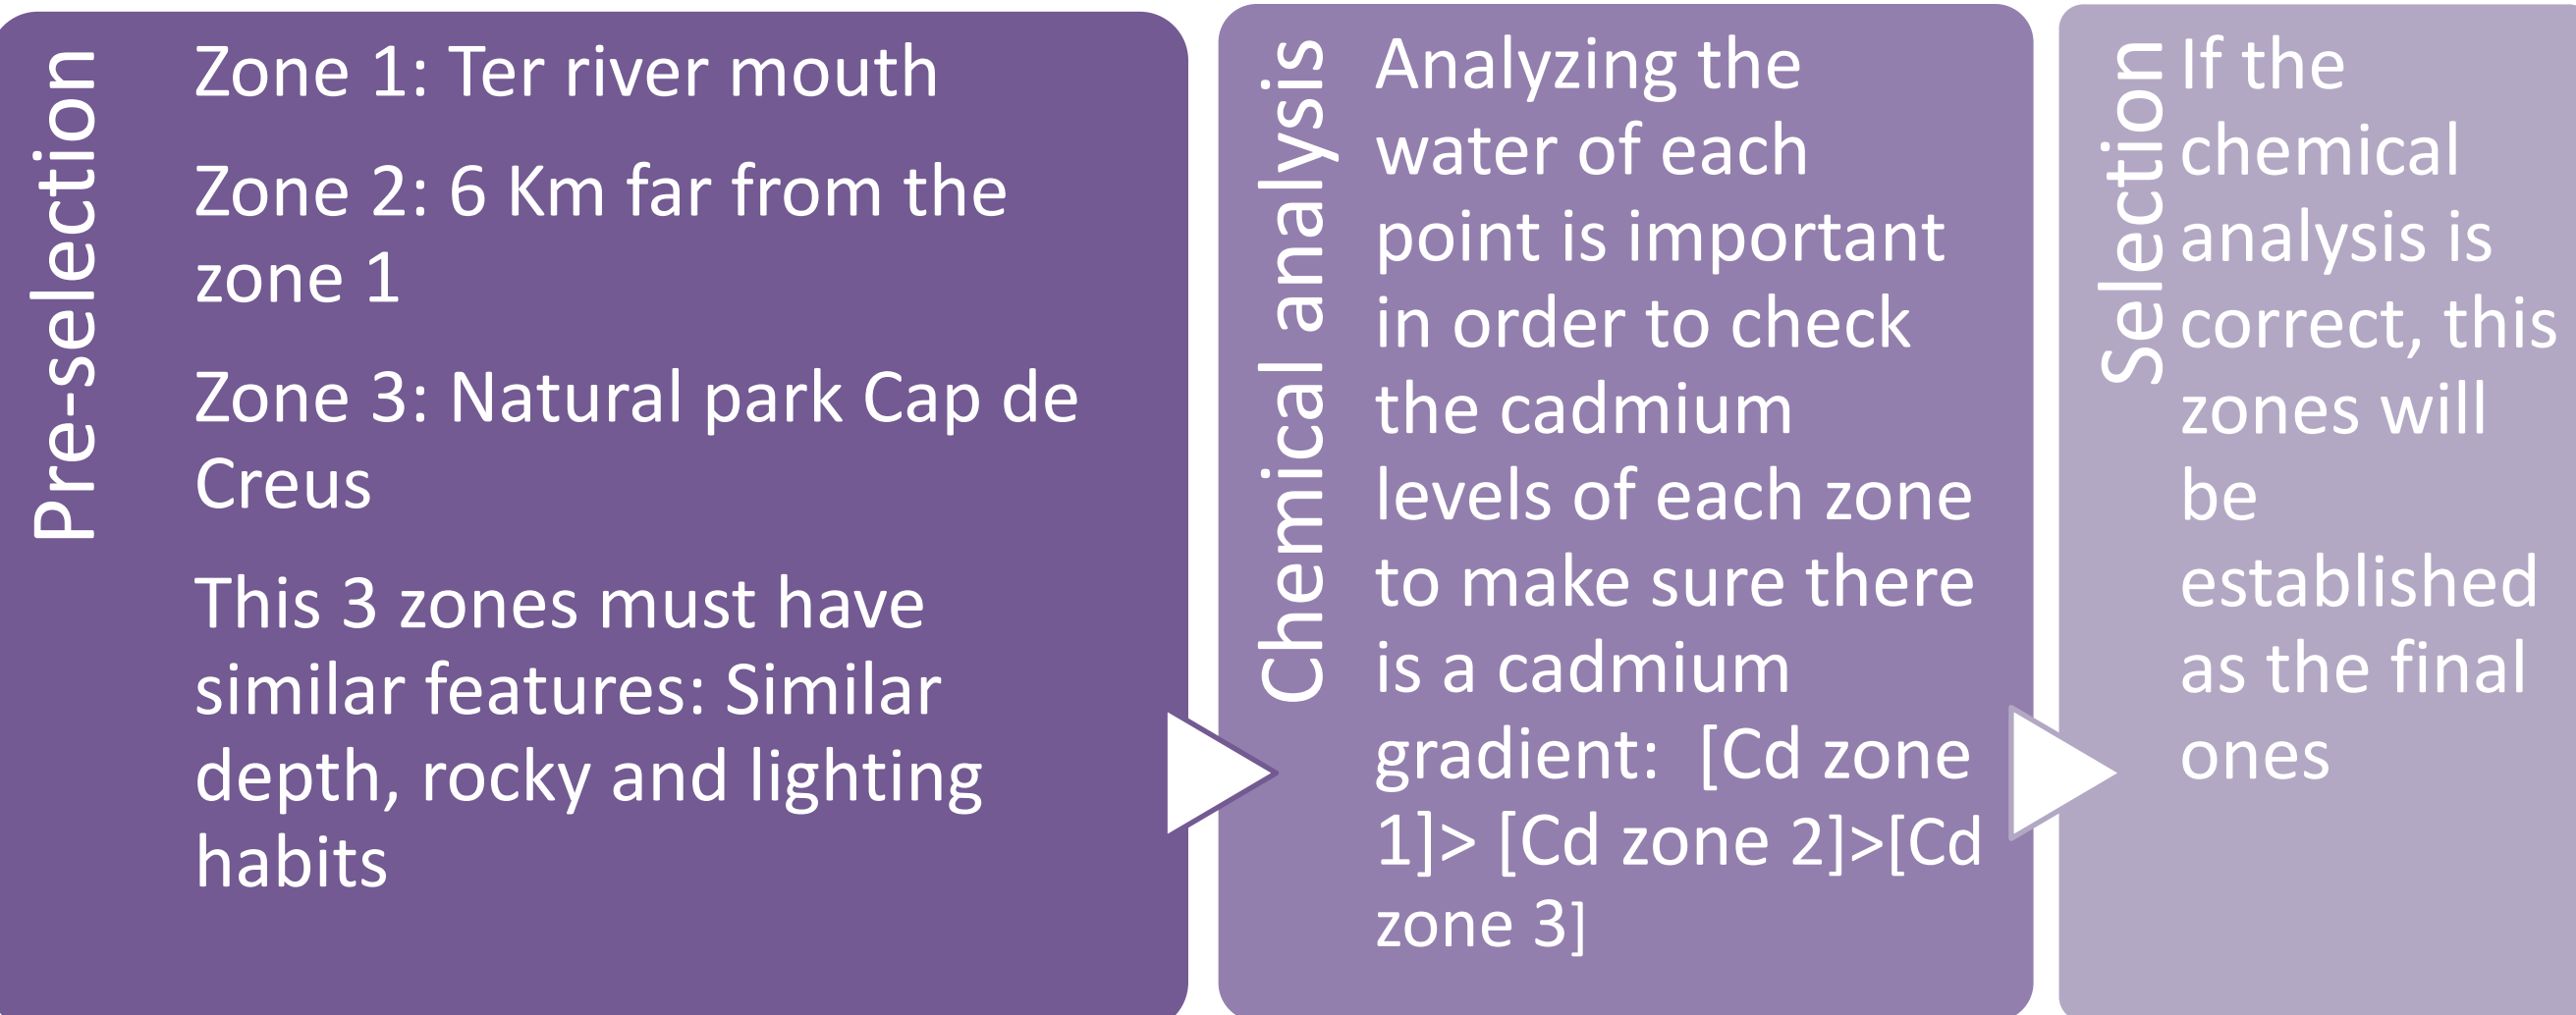 Pre-selection
Zone 1: Ter river mouth
Zone 2: 6 Km far from the
zone 1
Zone 3: Natural park Cap de
Creus
This 3 zones must have
similar features: Similar
depth, rocky and lighting
habits
Chemical analysis
Analyzing the
water of each
point is important
in order to check
the cadmium
levels of each zone
to make sure there
is a cadmium
gradient:  [Cd zone
1]> [Cd zone 2]>[Cd
zone 3]
Selection
If the
chemical
analysis is
correct, this
zones will
be
established
as the final
ones